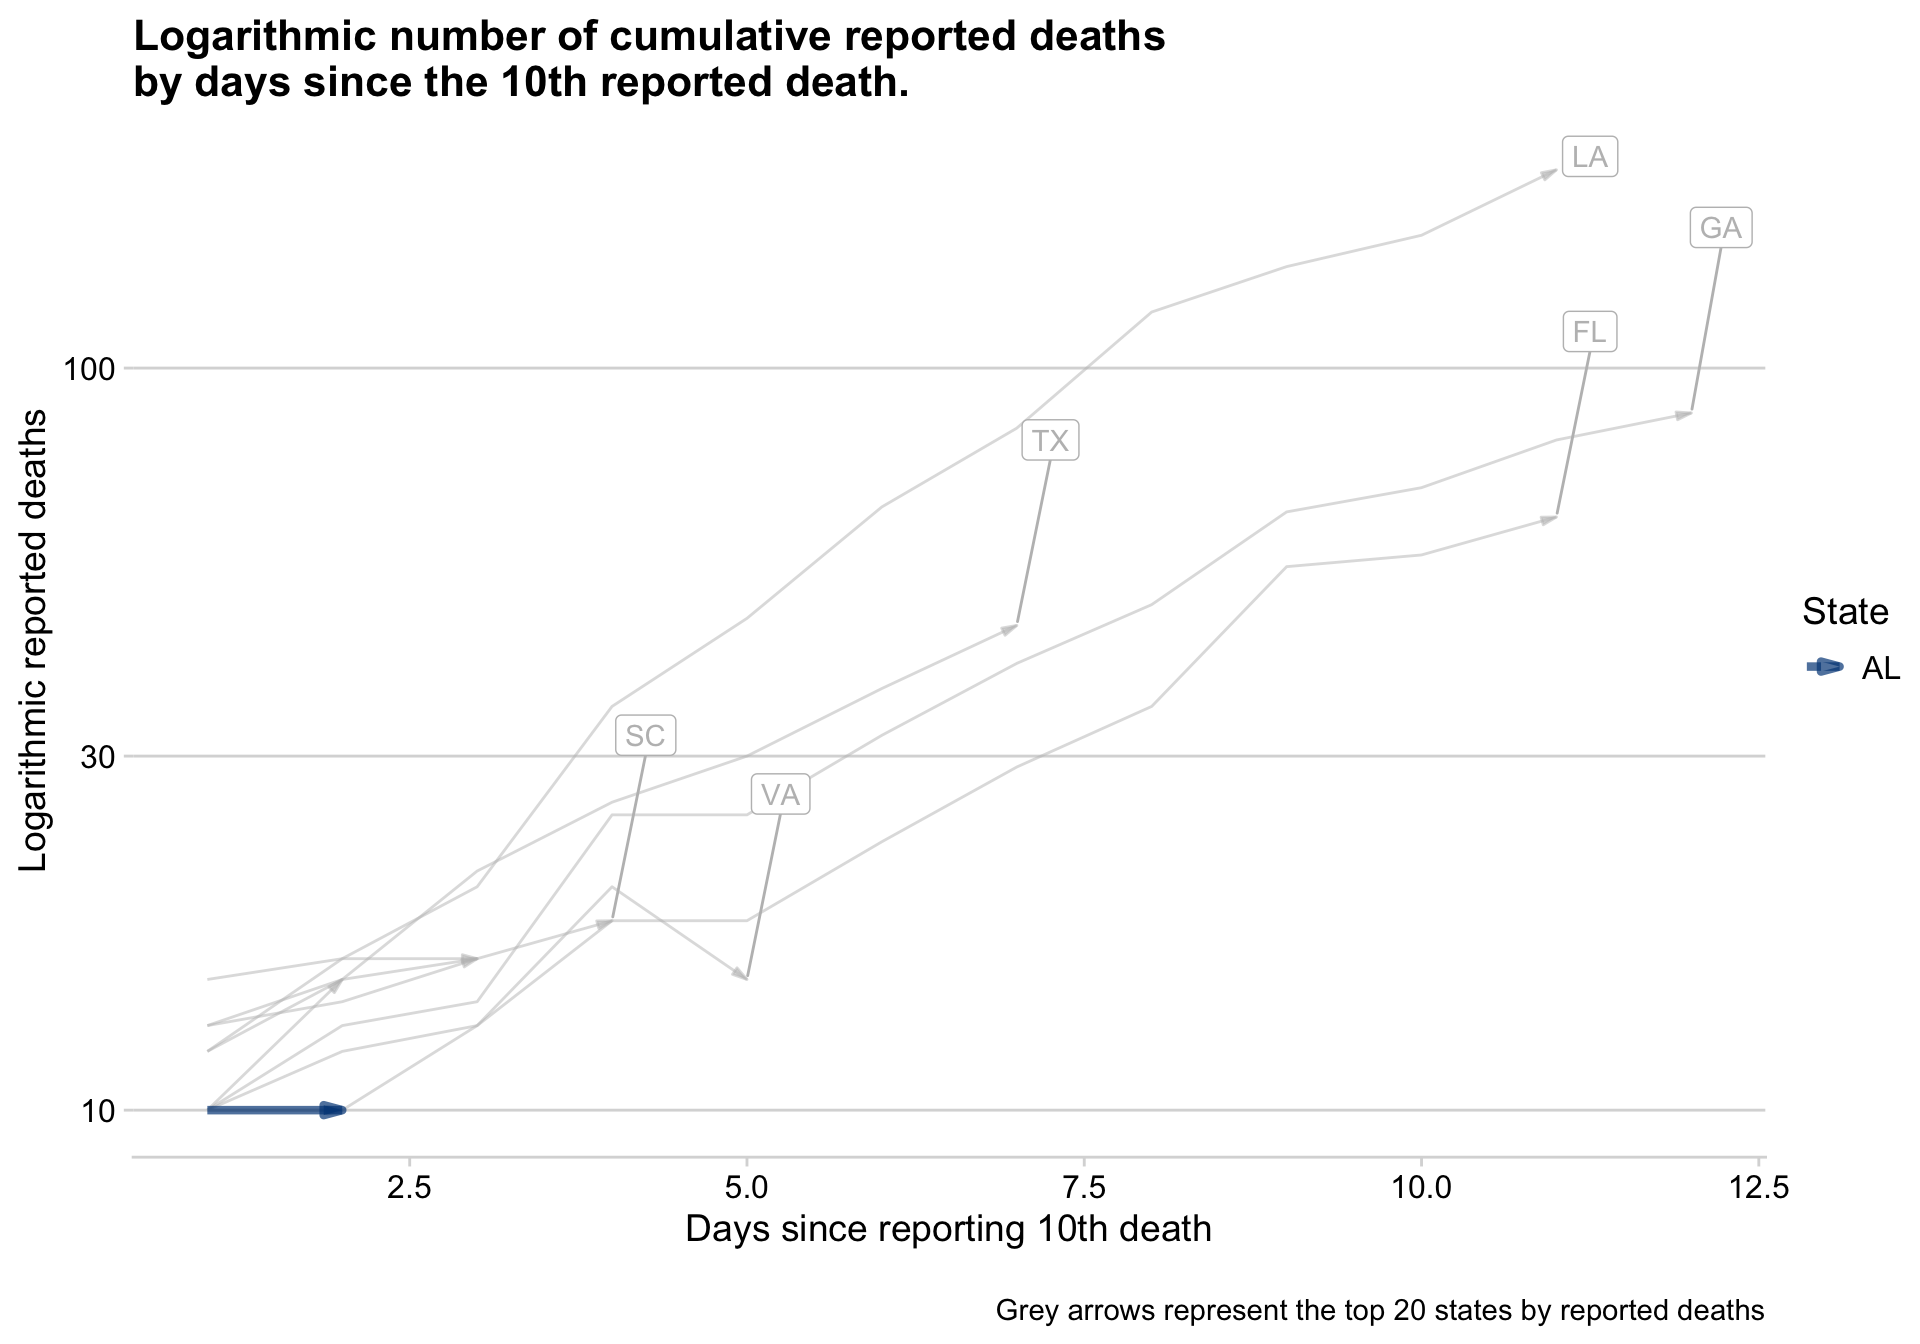 Logarithmic number of cumulative reported deaths
by days since the 10th reported death.
LA
GA
FL
100
TX
Logarithmic reported deaths
State
AL
SC
30
VA
10
2.5 5.0 7.5 10.0 12.5
Days since reporting 10th death
Grey arrows represent the top 20 states by reported deaths